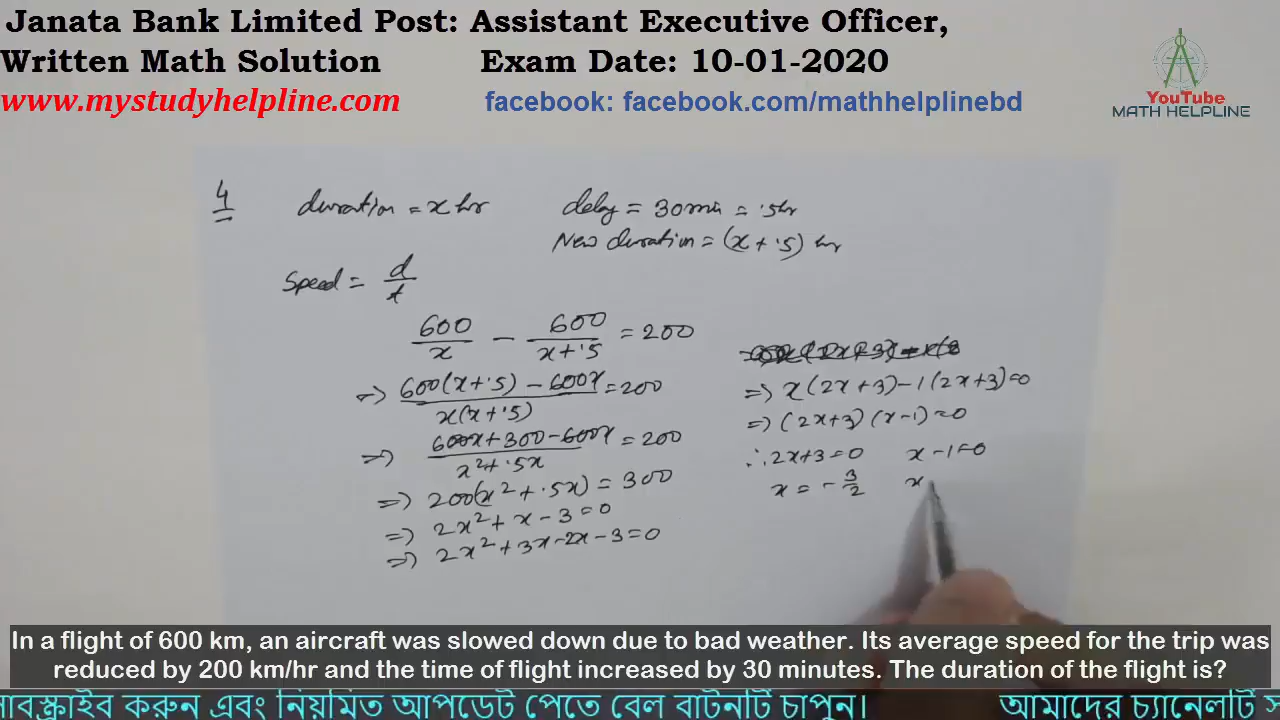 Janata Bank Limited Post: Assistant Executive Officer,
Written Math Solution Exam Date: 10-01-2020
www.mystudyhelpline.com facebook: facebook.com/mathhelplinebd
YouTube
MATH HELPLINE
4 duration = x hr delay = 30 min = .5hr
New duration = (x + .5) hr
Speed = d/t
600/x - 600/(x+.5) = 200
=> (600(x+.5) - 600x)/(x(x+.5)) = 200
=> (600x+300-600x)/(x²+.5x) = 200
=> 200(x²+.5x) = 300
=> 2x²+x-3=0
=> 2x²+3x-2x-3=0
=> x(2x+3)-1(2x+3)=0
=> (2x+3)(x-1)=0
∴ 2x+3=0 x-1=0
x = -3/2 x
In a flight of 600 km, an aircraft was slowed down due to bad weather. Its average speed for the trip was
reduced by 200 km/hr and the time of flight increased by 30 minutes. The duration of the flight is?
করুন এবং নিয়মিত আপডেট পেতে বেল বাটনটি চাপুন। আমাদের চ্যানেলটি